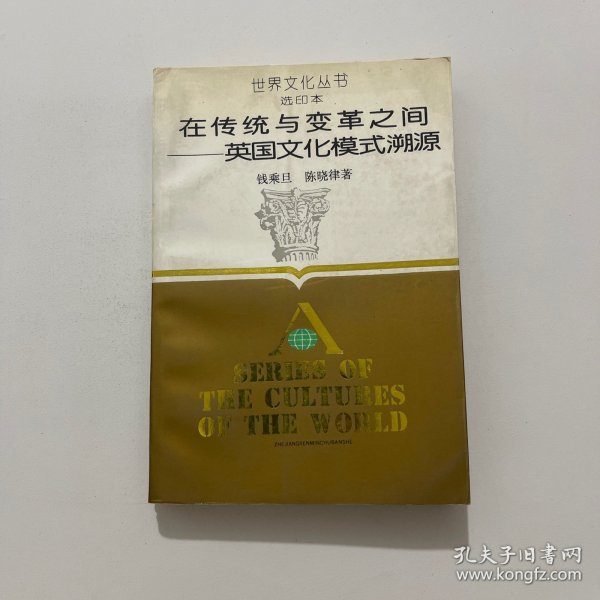 世界文化丛书
选印本
在传统与变革之间
——英国文化模式溯源
钱乘旦 陈晓律著
A
SERIES OF
THE CULTURES
OF THE WORLD
ZHEJIANGRENMINCHUBANSHE
孔夫子旧书网
www.kongfz.com